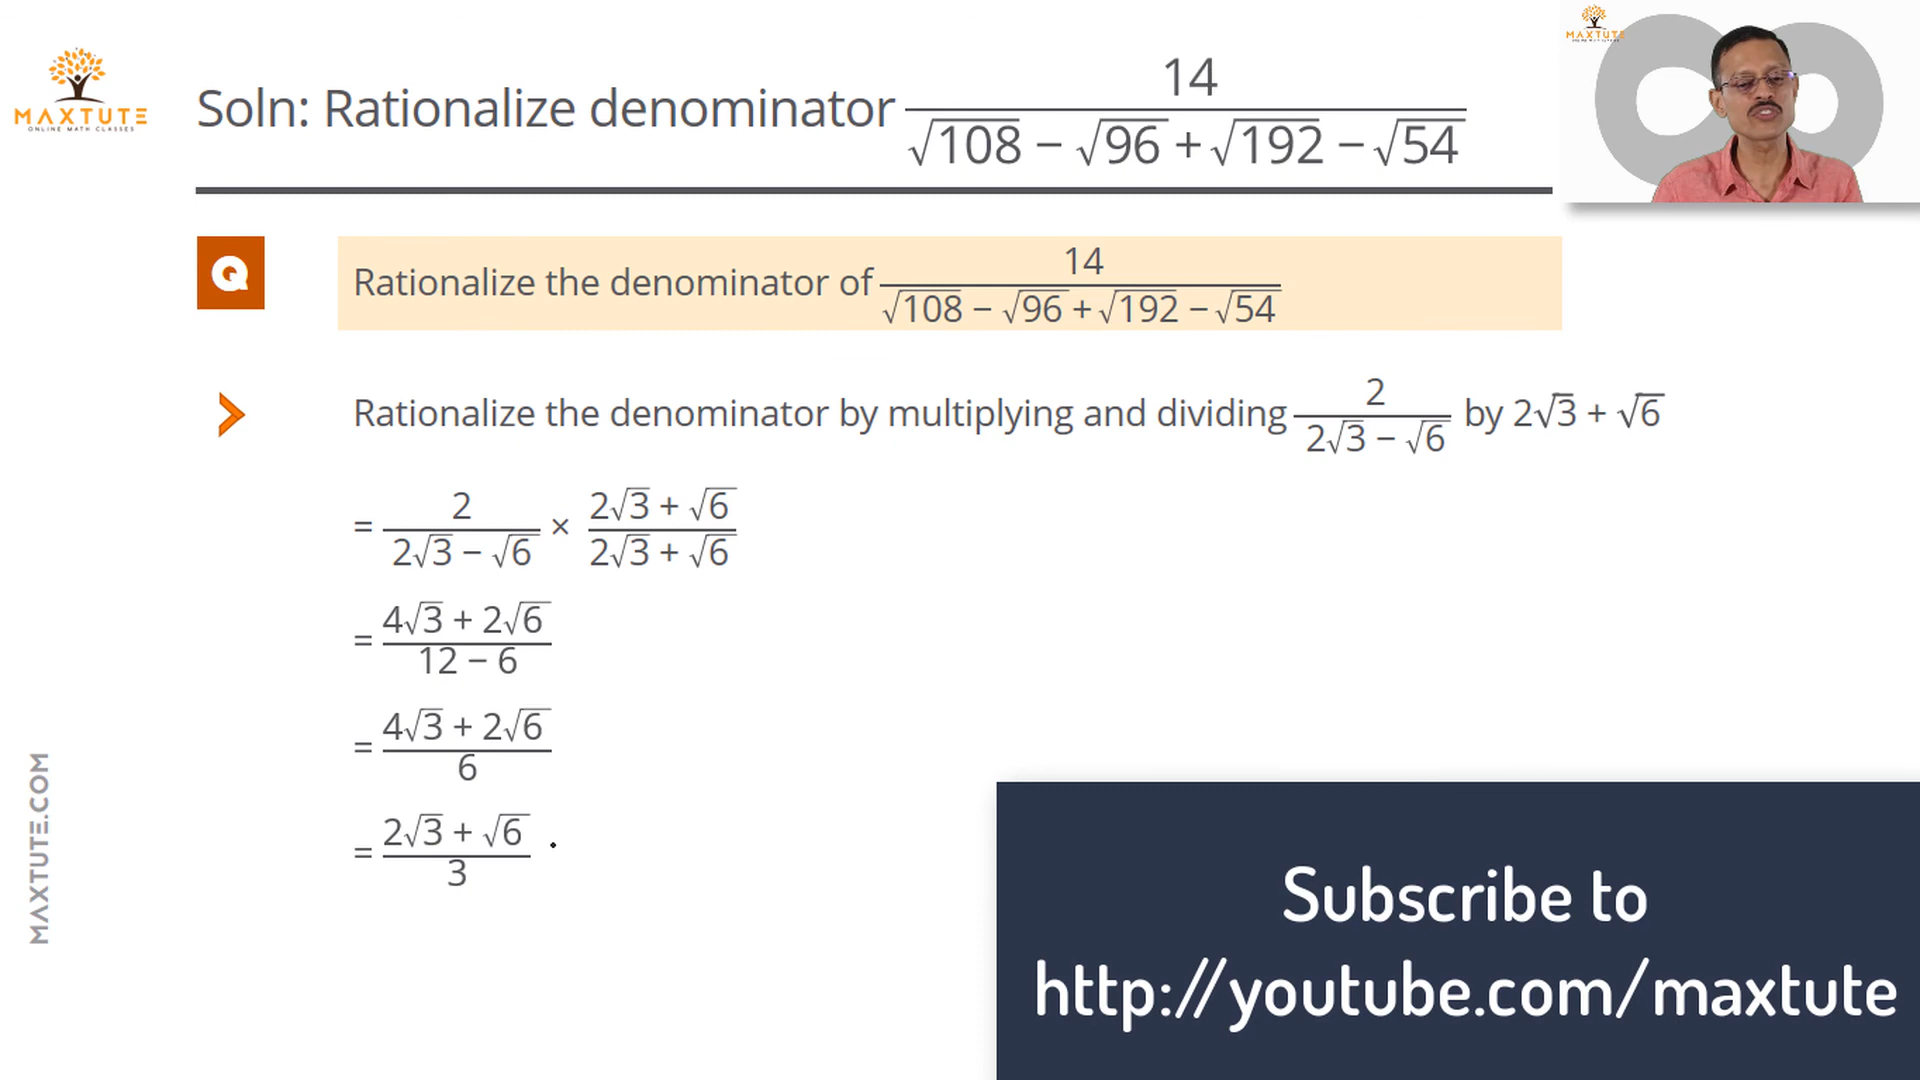 MAXTUTE
ONLINE MATH CLASSES
Soln: Rationalize denominator 14 / (√108 − √96 + √192 − √54)
MAXTUTE
Q
Rationalize the denominator of 14 / (√108 − √96 + √192 − √54)
Rationalize the denominator by multiplying and dividing 2 / (2√3 − √6) by 2√3 + √6
= 2 / (2√3 − √6) × (2√3 + √6) / (2√3 + √6)
= (4√3 + 2√6) / (12 − 6)
= (4√3 + 2√6) / 6
= (2√3 + √6) / 3
MAXTUTE.COM
Subscribe to
http://youtube.com/maxtute